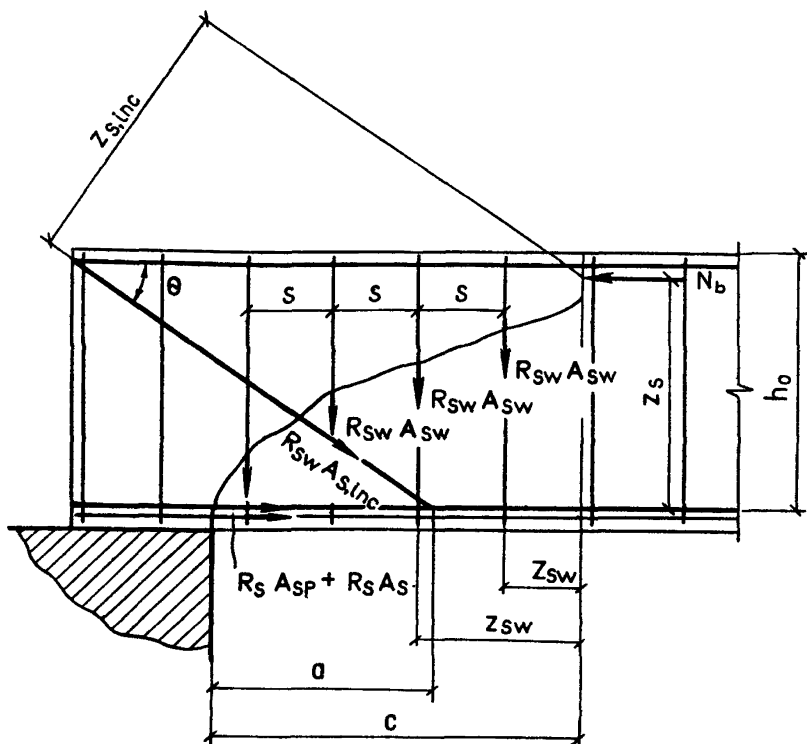 Zs,inc
θ
S S S
Nb
Rsw Asw
Rsw Asw
Rsw Asw
Rsw As,inc
zs
h0
Rs Asp + Rs As
Zsw
zsw
a
c